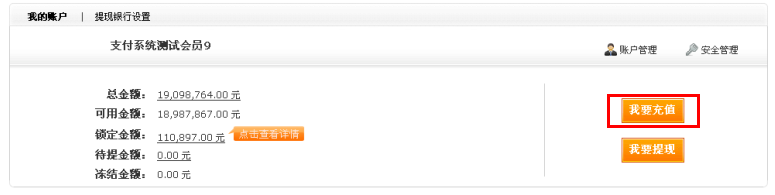 我的账户 | 提现银行设置
支付系统测试会员9
账户管理 安全管理
总金额： 19,098,764.00 元
可用金额： 18,987,867.00 元
我要充值
锁定金额： 110,897.00 元 点击查看详情
待提金额： 0.00 元
我要提现
冻结金额： 0.00 元